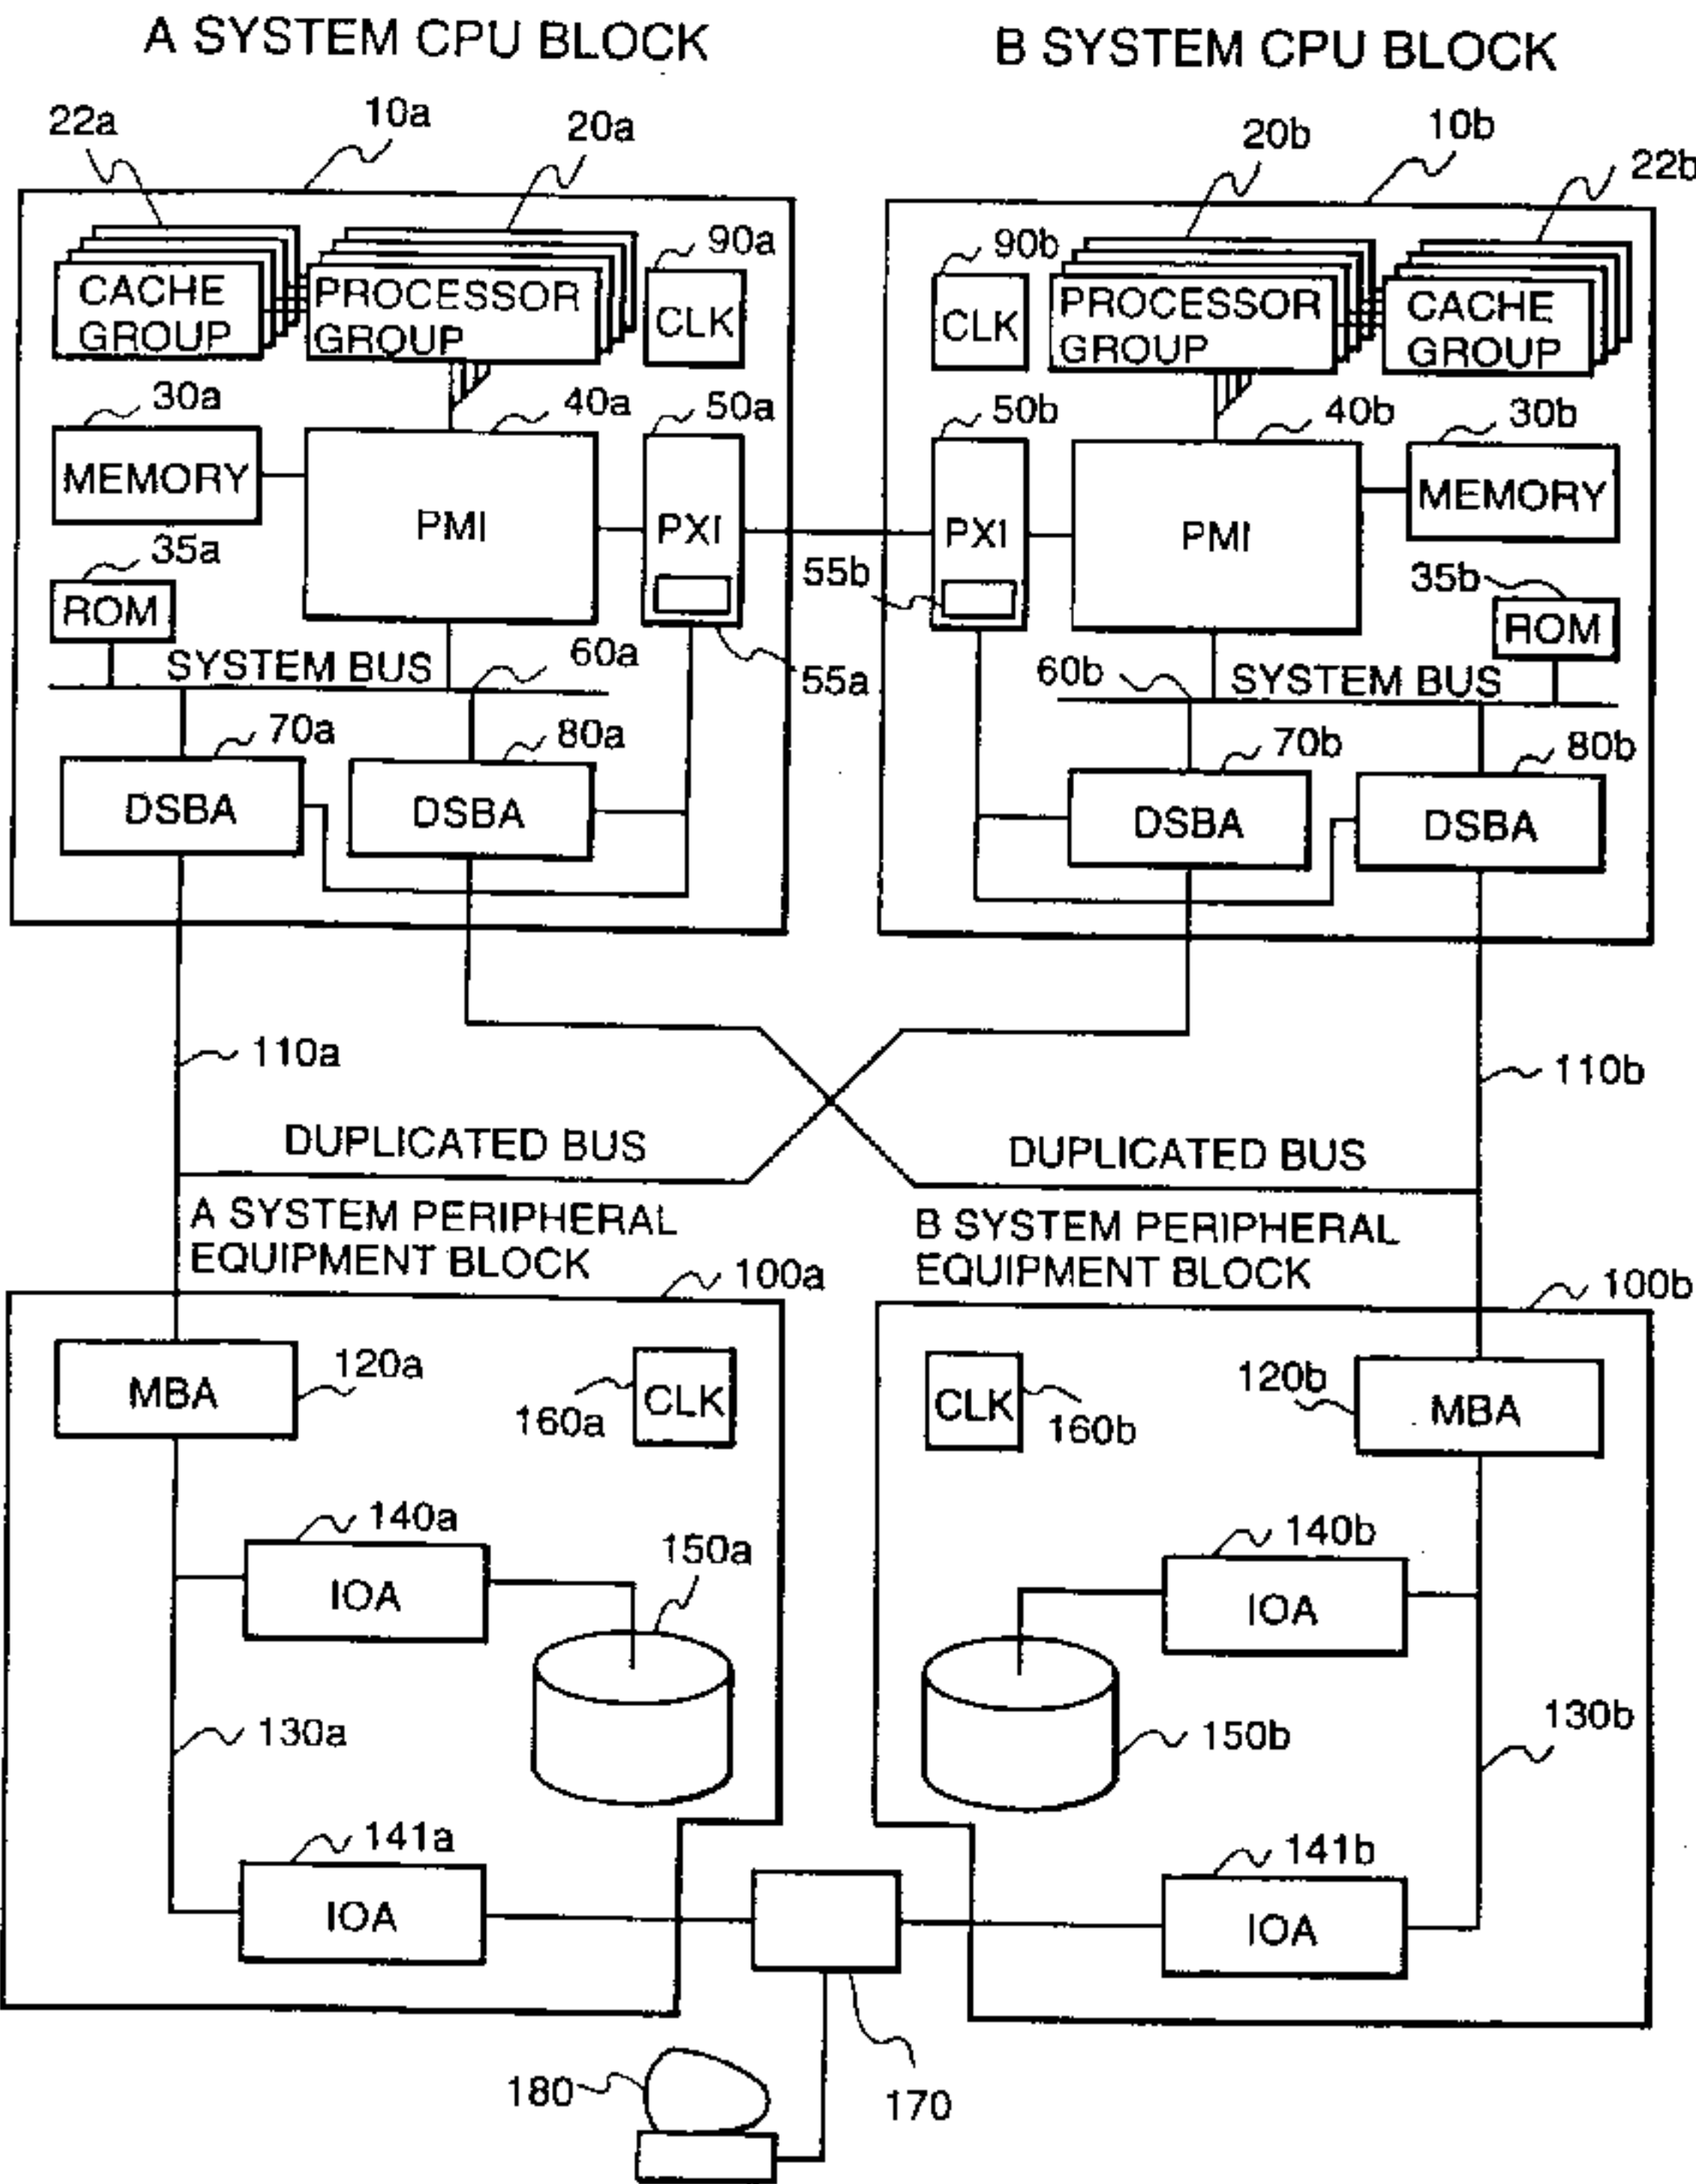 A SYSTEM CPU BLOCK
B SYSTEM CPU BLOCK
22a
10a
20a
20b
10b
22b
90a
90b
CACHE
GROUP
PROCESSOR
GROUP
CLK
CLK
PROCESSOR
GROUP
CACHE
GROUP
30a
40a
50a
50b
40b
30b
MEMORY
PMI
PXI
PXI
PMI
MEMORY
35a
55b
35b
ROM
ROM
SYSTEM BUS
60a
55a
60b
SYSTEM BUS
70a
80a
70b
80b
DSBA
DSBA
DSBA
DSBA
110a
110b
DUPLICATED BUS
DUPLICATED BUS
A SYSTEM PERIPHERAL
EQUIPMENT BLOCK
B SYSTEM PERIPHERAL
EQUIPMENT BLOCK
100a
100b
MBA
120a
160a
CLK
CLK
160b
120b
MBA
140a
150a
140b
IOA
IOA
130a
150b
130b
141a
141b
IOA
IOA
180
170